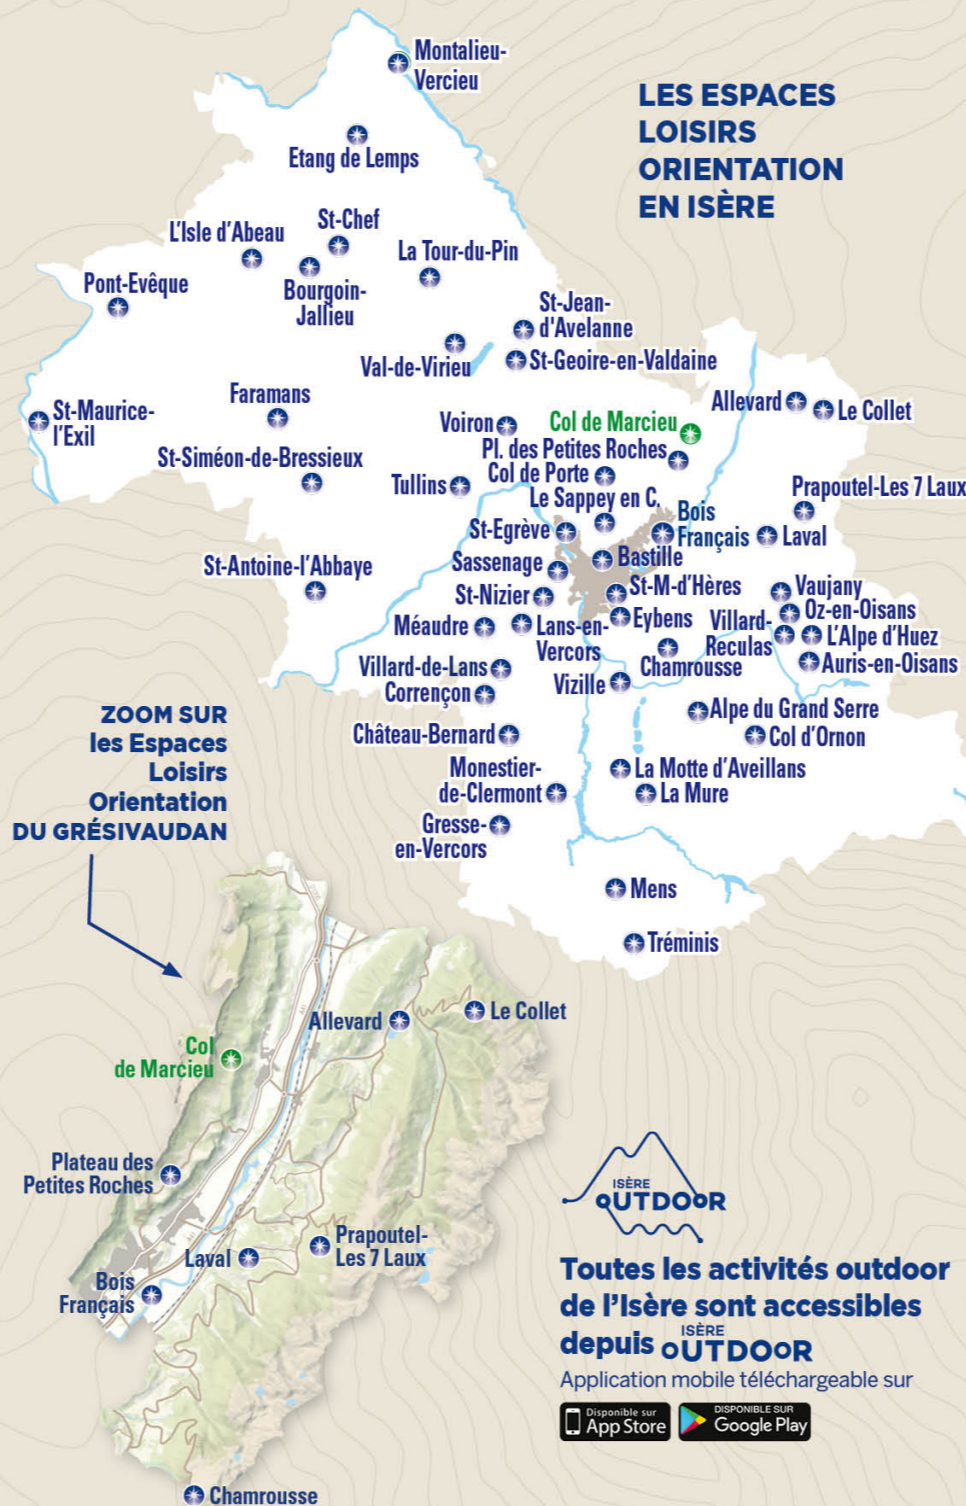 Montalieu-
Vercieu
LES ESPACES
LOISIRS
ORIENTATION
EN ISÈRE
Etang de Lemps
St-Chef
L'Isle d'Abeau
La Tour-du-Pin
Pont-Evêque
Bourgoin-
Jallieu
St-Jean-
d'Avelanne
Val-de-Virieu
St-Geoire-en-Valdaine
Faramans
Allevard
Le Collet
St-Maurice-
l'Exil
Voiron
Col de Marcieu
Pl. des Petites Roches
St-Siméon-de-Bressieux
Col de Porte
Tullins
Prapoutel-Les 7 Laux
Le Sappey en C.
Bois
Français
St-Egrève
Laval
Bastille
Sassenage
St-Antoine-l'Abbaye
St-M-d'Hères
Vaujany
St-Nizier
Oz-en-Oisans
Eybens
Villard-
Reculas
Méaudre
Lans-en-
Vercors
L'Alpe d'Huez
Chamrousse
Auris-en-Oisans
Villard-de-Lans
Vizille
Corrençon
Alpe du Grand Serre
Château-Bernard
Col d'Ornon
Monestier-
de-Clermont
La Motte d'Aveillans
La Mure
Gresse-
en-Vercors
Mens
Tréminis
ZOOM SUR
les Espaces
Loisirs
Orientation
DU GRÉSIVAUDAN
Le Collet
Allevard
Col
de Marcieu
Plateau des
Petites Roches
Prapoutel-
Les 7 Laux
Laval
Bois
Français
Chamrousse
ISÈRE
OUTDOOR
Toutes les activités outdoor
de l'Isère sont accessibles
depuis ISÈRE OUTDOOR
Application mobile téléchargeable sur
Disponible sur
App Store
DISPONIBLE SUR
Google Play